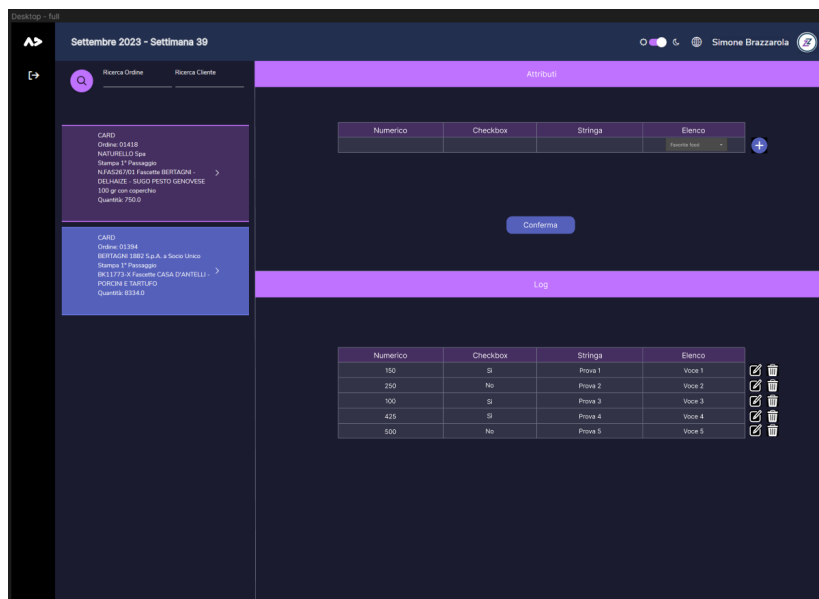 Desktop - full
Settembre 2023 - Settimana 39
Simone Brazzarola
Ricerca Ordine
Ricerca Cliente
CARD
Ordine: 01418
NATURELLO Spa
Stampa 1° Passaggio
N.FAS267/01 Fascette BERTAGNI -
DELHAIZE - SUGO PESTO GENOVESE
100 gr con coperchio
Quantità: 750.0
CARD
Ordine: 01394
BERTAGNI 1882 S.p.A. a Socio Unico
Stampa 1° Passaggio
BK11773-X Fascette CASA D'ANTELLI -
PORCINI E TARTUFO
Quantità: 8334.0
Attributi
Numerico Checkbox Stringa Elenco
Favorite food
Conferma
Log
Numerico Checkbox Stringa Elenco
150 Si Prova 1 Voce 1
250 No Prova 2 Voce 2
100 Si Prova 3 Voce 3
425 Si Prova 4 Voce 4
500 No Prova 5 Voce 5